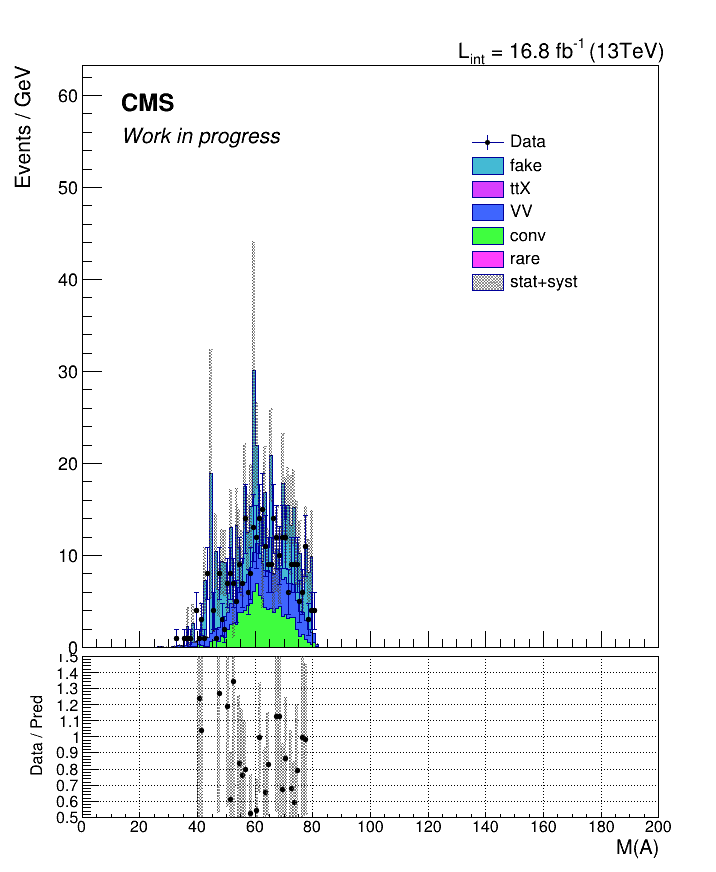 L_int = 16.8 fb^-1 (13TeV)
Events / GeV
CMS
Work in progress
Data
fake
ttX
VV
conv
rare
stat+syst
60
50
40
30
20
10
0
Data / Pred
1.5
1.4
1.3
1.2
1.1
1
0.9
0.8
0.7
0.6
0.5
0 20 40 60 80 100 120 140 160 180 200
M(A)